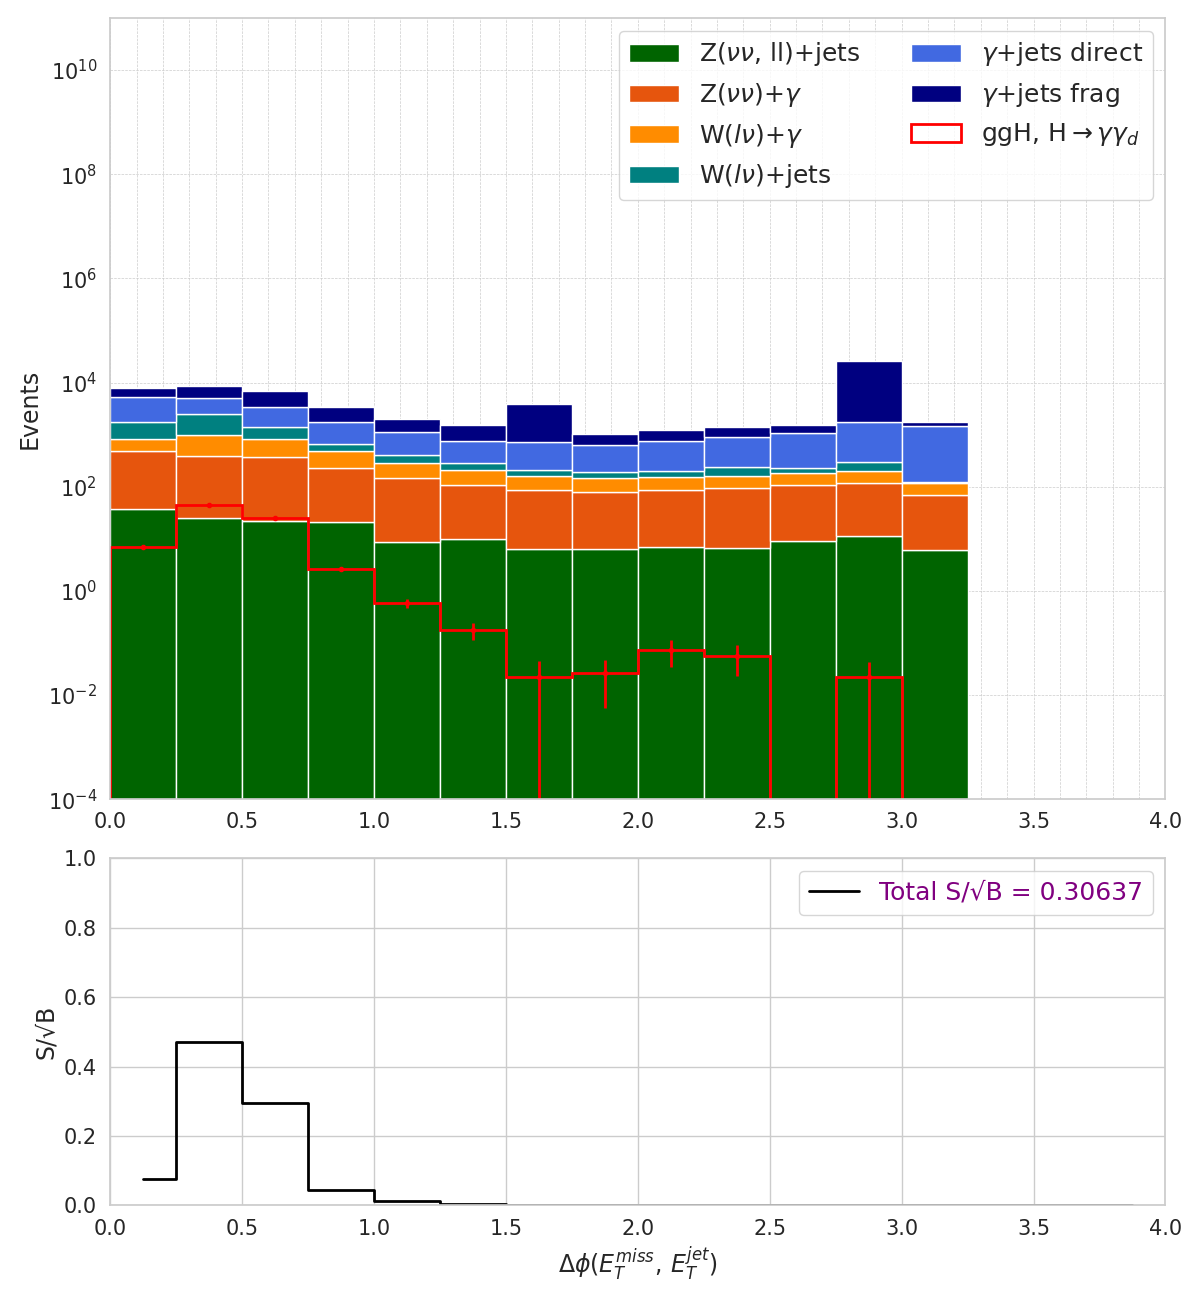 Z(νν, ll)+jets
Z(νν)+γ
W(lν)+γ
W(lν)+jets
γ+jets direct
γ+jets frag
ggH, H→γγ_d
Events
10^10
10^8
10^6
10^4
10^2
10^0
10^−2
10^−4
0.0 0.5 1.0 1.5 2.0 2.5 3.0 3.5 4.0
Total S/√B = 0.30637
S/√B
1.0
0.8
0.6
0.4
0.2
0.0
0.0 0.5 1.0 1.5 2.0 2.5 3.0 3.5 4.0
Δϕ(E_T^miss, E_T^jet)